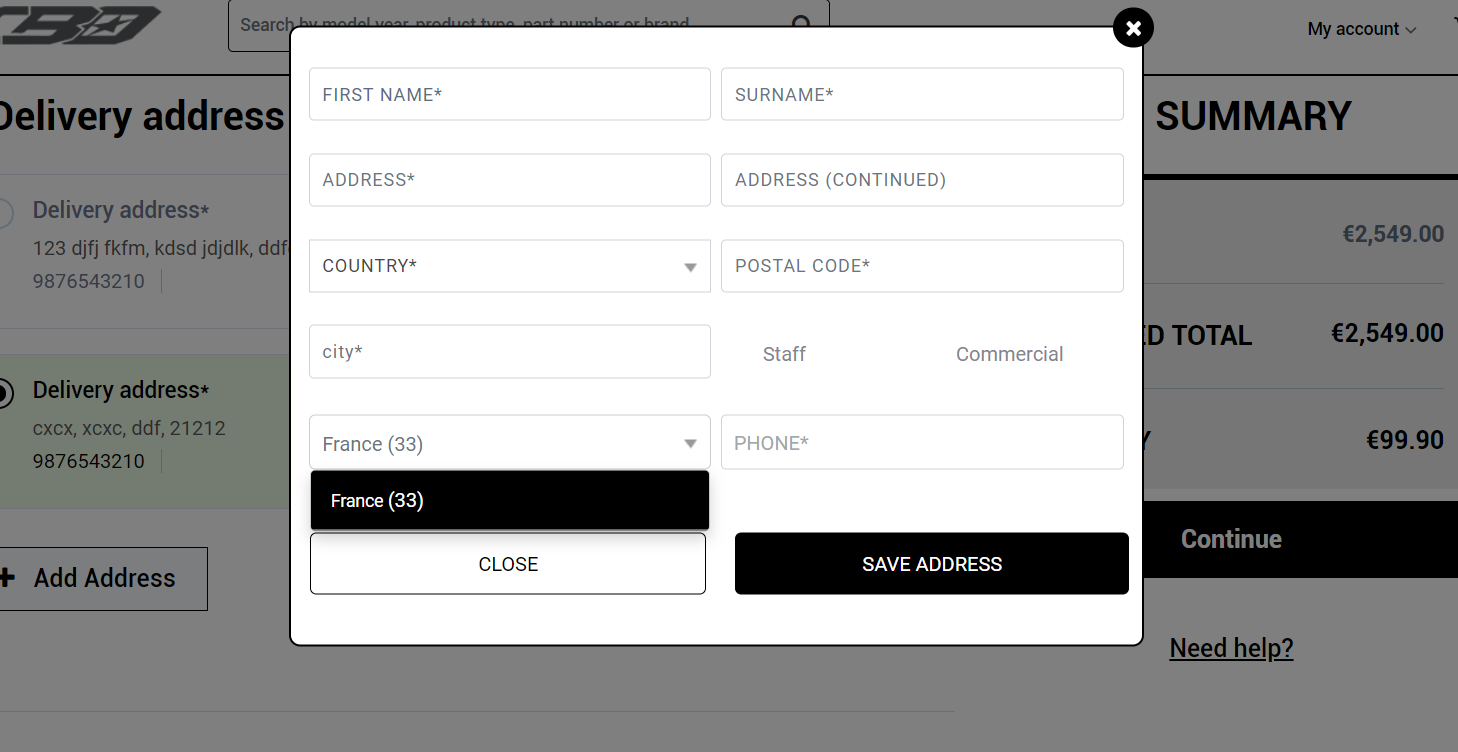 Search by model year, product type, part number or brand
My account
FIRST NAME*
SURNAME*
Delivery address
SUMMARY
ADDRESS*
ADDRESS (CONTINUED)
Delivery address*
€2,549.00
123 djfj fkfm, kdsd jdjdlk, ddf
COUNTRY*
POSTAL CODE*
9876543210
ED TOTAL
€2,549.00
city*
Staff
Commercial
Delivery address*
cxcx, xcxc, ddf, 21212
France (33)
PHONE*
Y
€99.90
9876543210
France (33)
Continue
CLOSE
SAVE ADDRESS
Add Address
Need help?